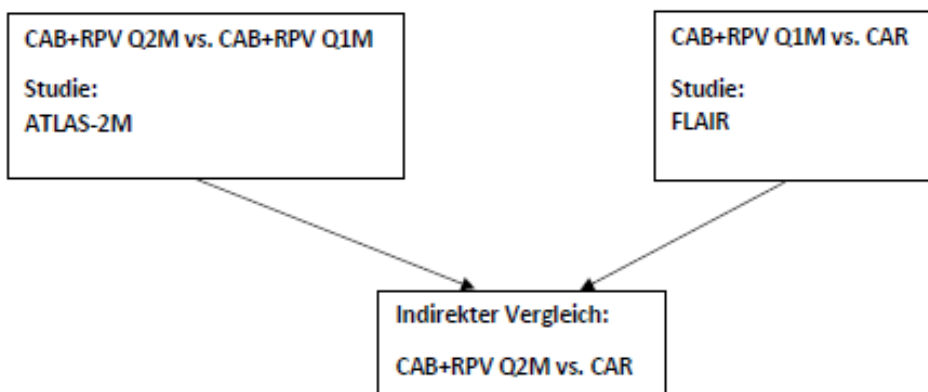 CAB+RPV Q2M vs. CAB+RPV Q1M
Studie:
ATLAS-2M
CAB+RPV Q1M vs. CAR
Studie:
FLAIR
Indirekter Vergleich:
CAB+RPV Q2M vs. CAR